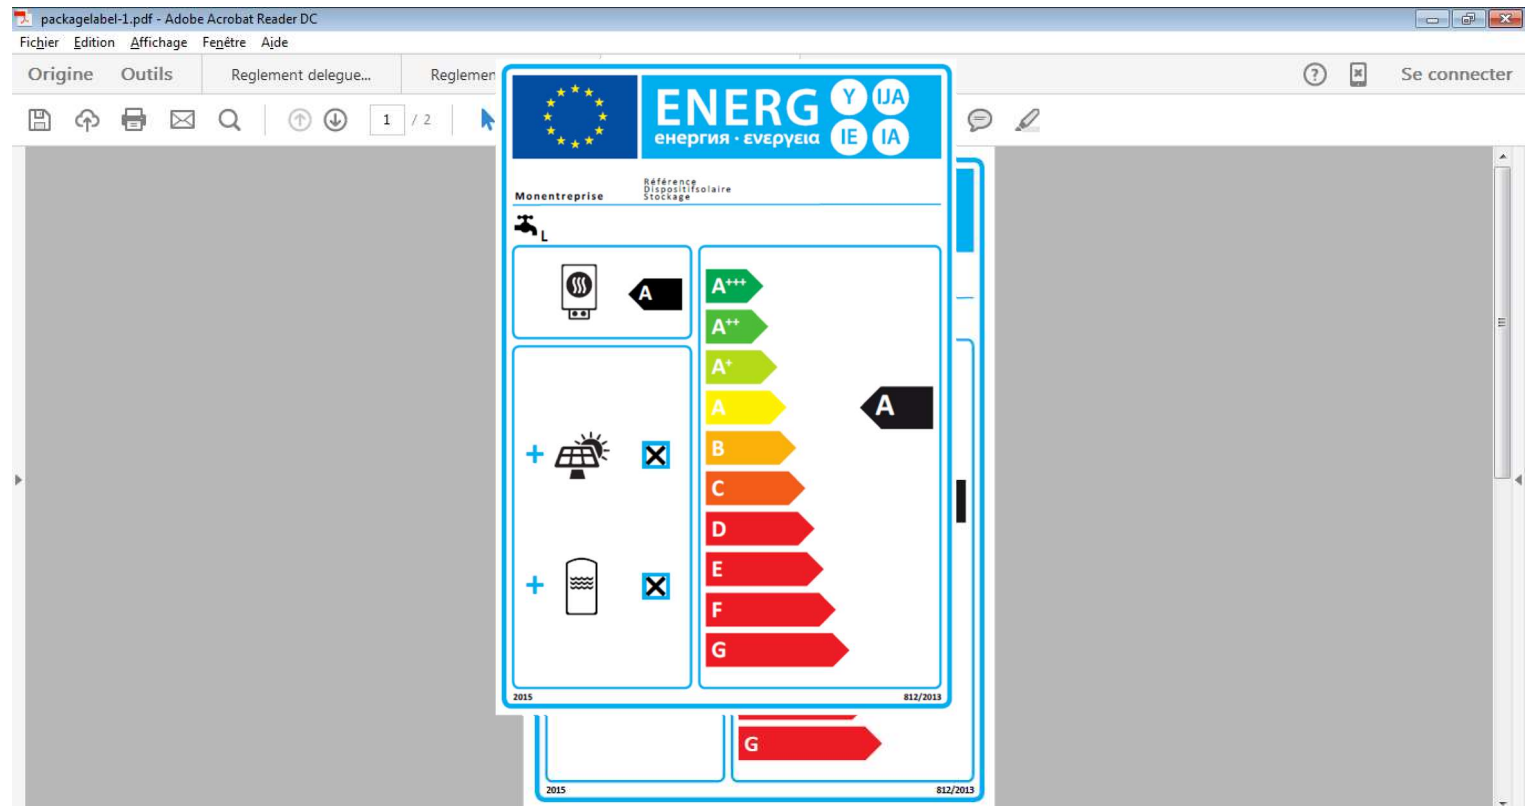 packagelabel-1.pdf - Adobe Acrobat Reader DC
Fichier Edition Affichage Fenêtre Aide
Origine Outils Reglement delegue... Reglemen Se connecter
1 / 2
ENERG Y IJA
енергия · ενεργεια IE IA
Référence
Dispositifsolaire
Monentreprise Stockage
L
A
A+++
A++
A+
A
A
B
C
D
E
F
G
2015 812/2013
G
2015 812/2013